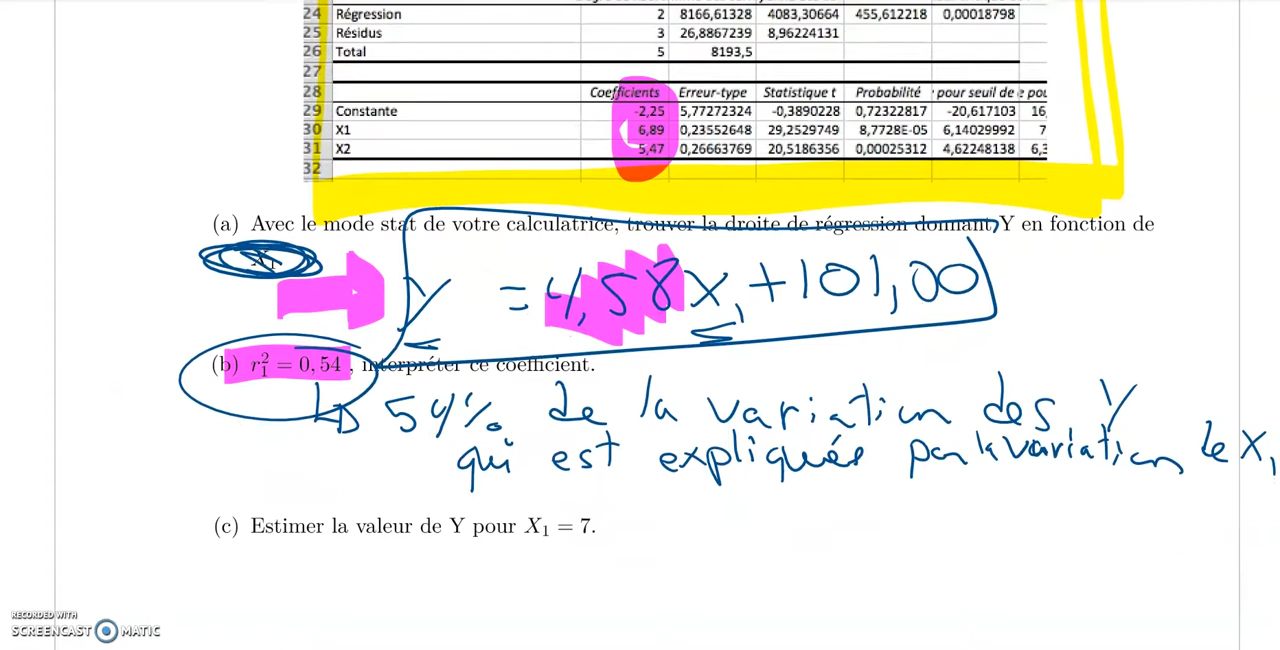 24 Régression 2 8166,61328 4083,30664 455,612218 0,00018798
25 Résidus 3 26,8867239 8,96224131
26 Total 5 8193,5
27
28 Coefficients Erreur-type Statistique t Probabilité pour seuil de
29 Constante -2,25 5,77272324 -0,3890228 0,72322817 -20,617103 16,
30 X1 6,89 0,23552648 29,2529749 8,7728E-05 6,14029992 7
31 X2 5,47 0,26663769 20,5186356 0,00025312 4,62248138 6,3
32
(a) Avec le mode stat de votre calculatrice, trouver la droite de régression donnant Y en fonction de
X1
Y = 4,58 X1 + 101,00
(b) r₁² = 0,54 , interpréter ce coefficient.
↳ 54% de la variation des Y
qui est expliqués par la variation de X1
(c) Estimer la valeur de Y pour X₁ = 7.
RECORDED WITH
SCREENCAST MATIC